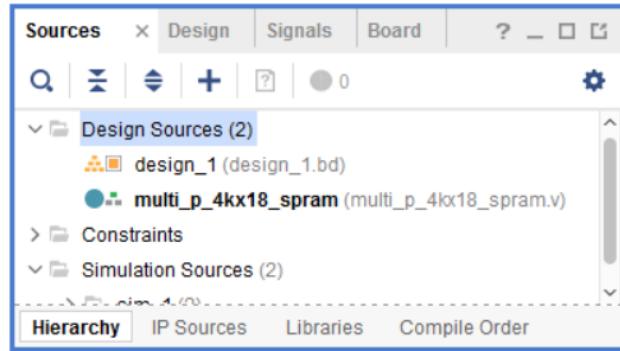 Sources × Design Signals Board ? _
0
Design Sources (2)
design_1 (design_1.bd)
multi_p_4kx18_spram (multi_p_4kx18_spram.v)
Constraints
Simulation Sources (2)
Hierarchy IP Sources Libraries Compile Order